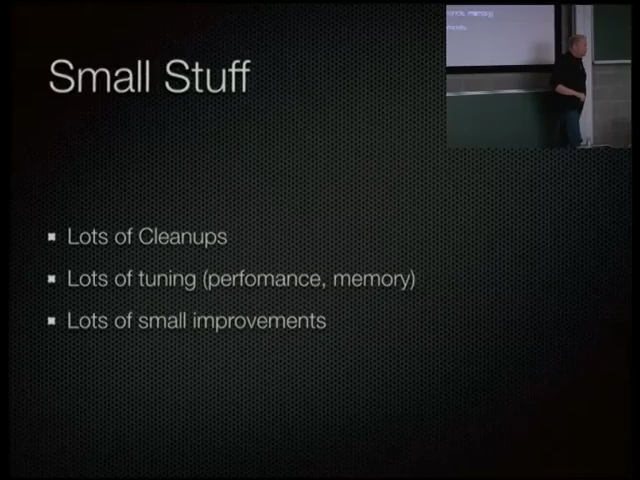 Small Stuff
Lots of Cleanups
Lots of tuning (perfomance, memory)
Lots of small improvements